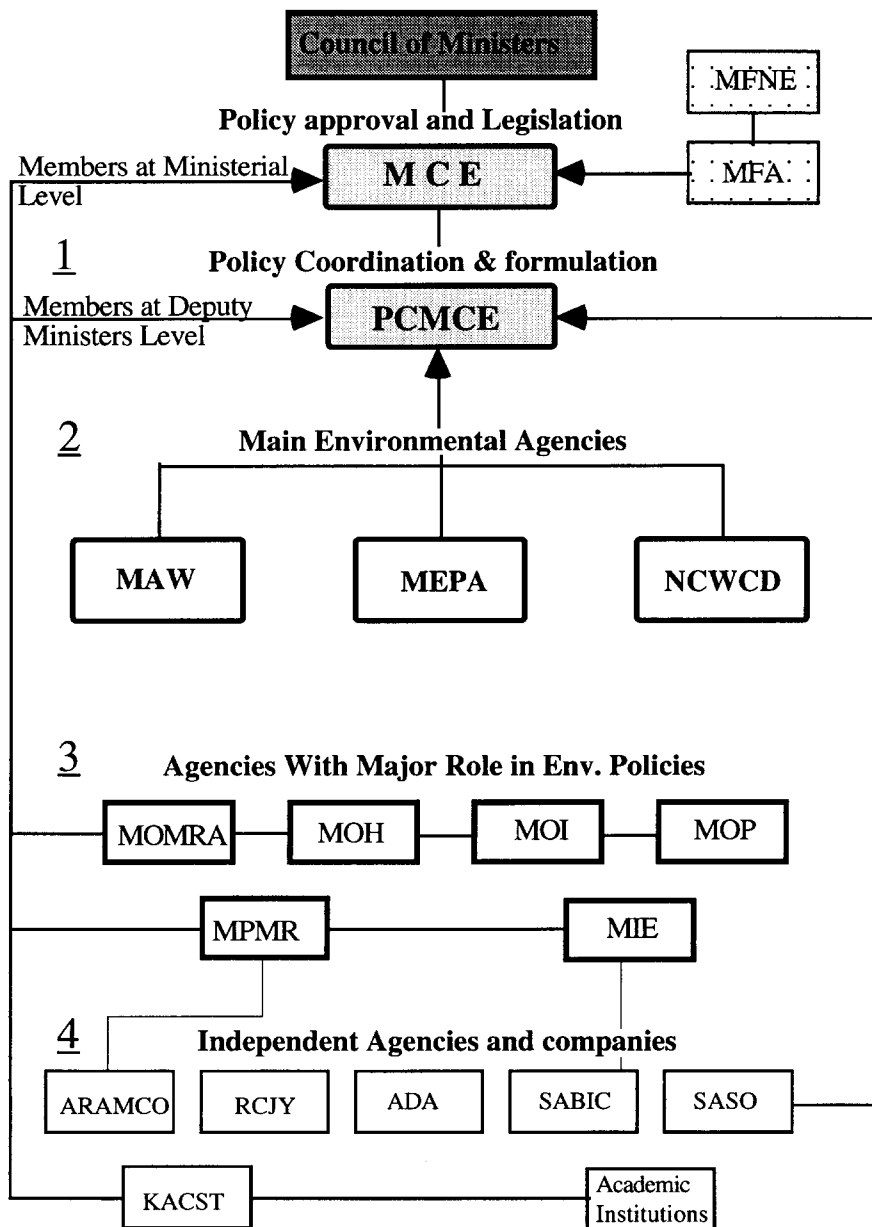 Council of Ministers
MFNE
Policy approval and Legislation
Members at Ministerial
Level
M C E
MFA
1
Policy Coordination & formulation
Members at Deputy
Ministers Level
PCMCE
2
Main Environmental Agencies
MAW
MEPA
NCWCD
3
Agencies With Major Role in Env. Policies
MOMRA
MOH
MOI
MOP
MPMR
MIE
4
Independent Agencies and companies
ARAMCO
RCJY
ADA
SABIC
SASO
KACST
Academic
Institutions